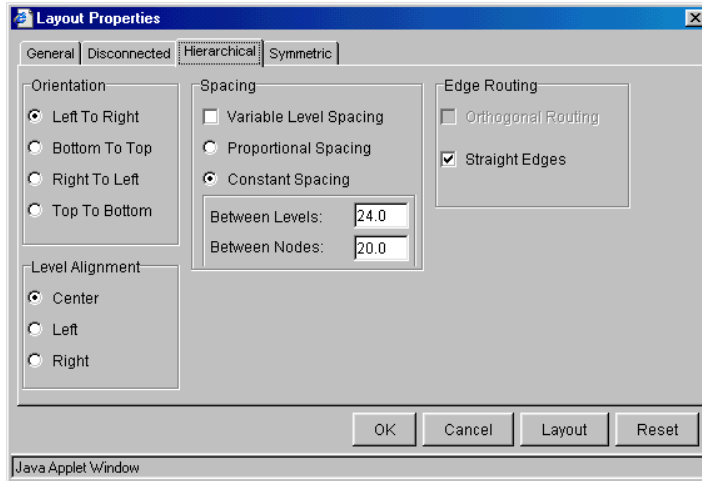 Layout Properties
General Disconnected Hierarchical Symmetric
Orientation
Left To Right
Bottom To Top
Right To Left
Top To Bottom
Level Alignment
Center
Left
Right
Spacing
Variable Level Spacing
Proportional Spacing
Constant Spacing
Between Levels: 24.0
Between Nodes: 20.0
Edge Routing
Orthogonal Routing
Straight Edges
OK Cancel Layout Reset
Java Applet Window